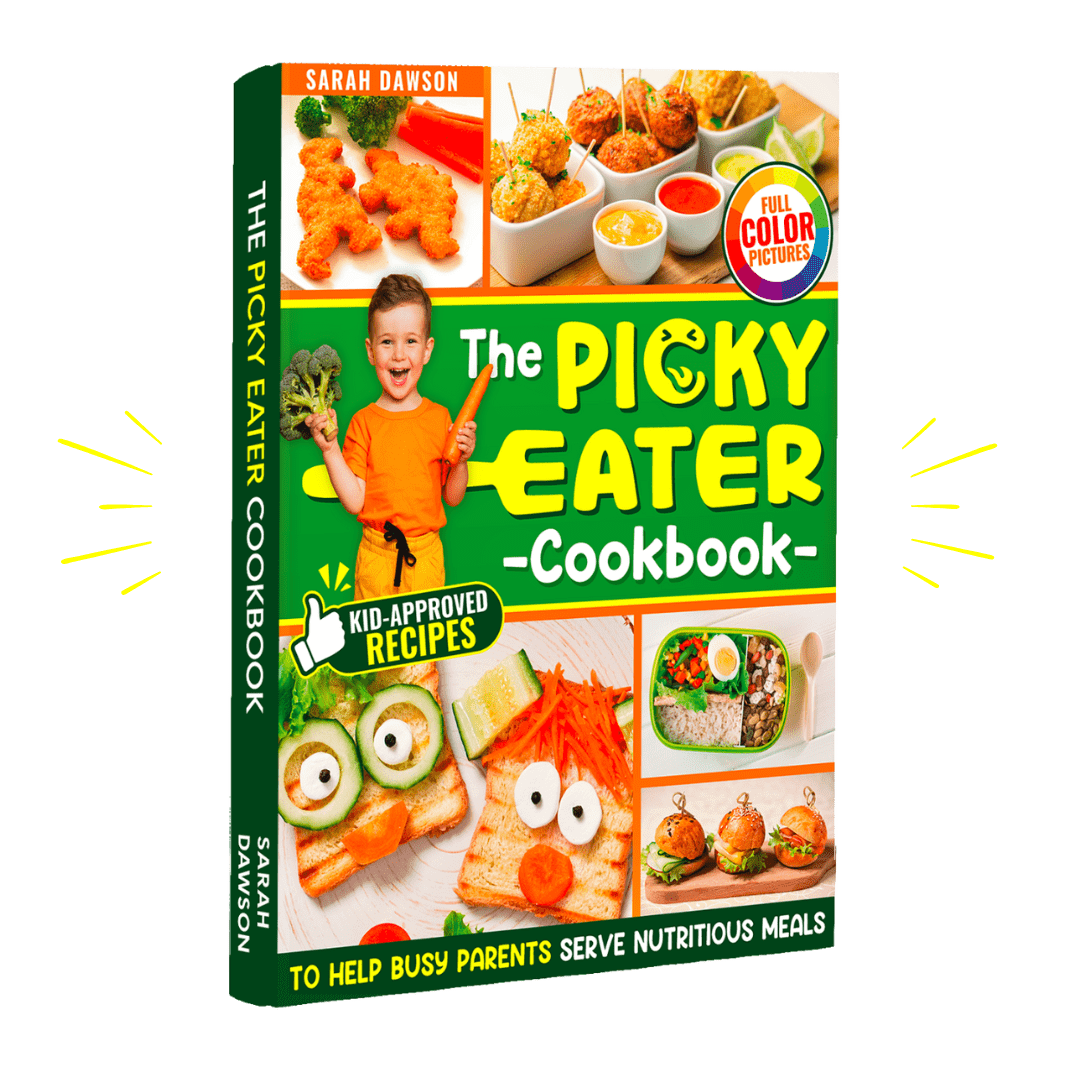 SARAH DAWSON
FULL
COLOR
PICTURES
The PICKY
EATER
-Cookbook-
KID-APPROVED
RECIPES
TO HELP BUSY PARENTS SERVE NUTRITIOUS MEALS
THE PICKY EATER COOKBOOK
SARAH
DAWSON